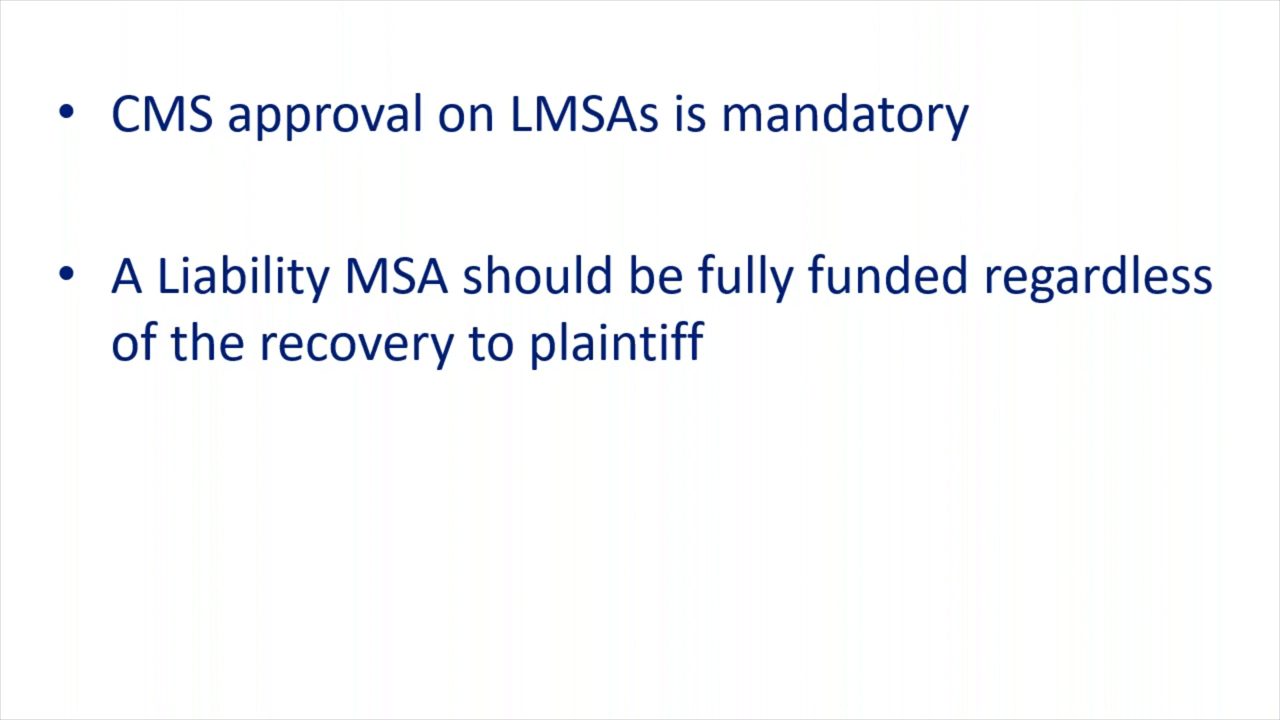 • CMS approval on LMSAs is mandatory
• A Liability MSA should be fully funded regardless
of the recovery to plaintiff